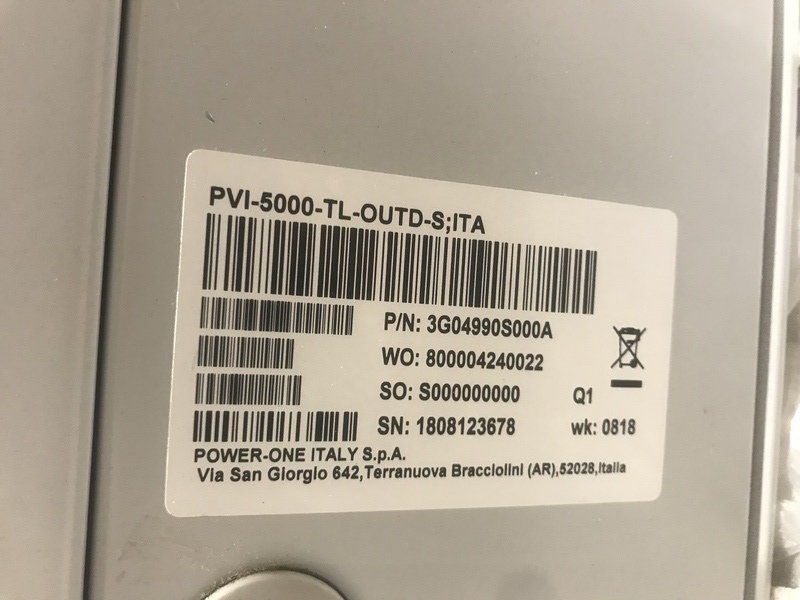 PVI-5000-TL-OUTD-S;ITA
P/N: 3G04990S000A
WO: 800004240022
SO: S000000000 Q1
SN: 1808123678 wk: 0818
POWER-ONE ITALY S.p.A.
Via San Giorgio 642,Terranuova Bracciolini (AR),52028,Italia